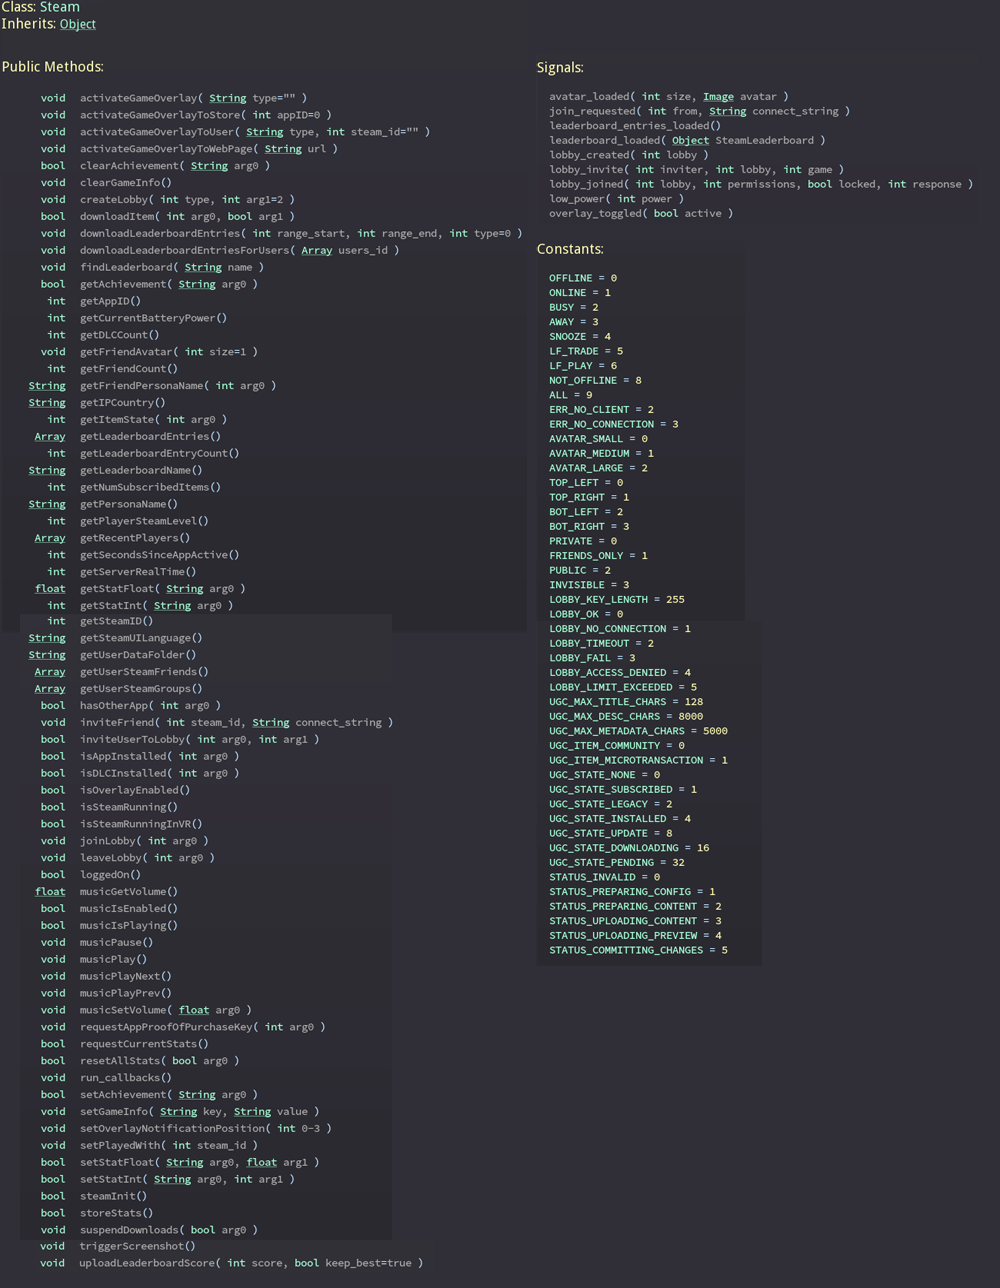 Class: Steam
Inherits: Object
Public Methods:
void activateGameOverlay( String type="" )
void activateGameOverlayToStore( int appID=0 )
void activateGameOverlayToUser( String type, int steam_id="" )
void activateGameOverlayToWebPage( String url )
bool clearAchievement( String arg0 )
void clearGameInfo()
void createLobby( int type, int arg1=2 )
bool downloadItem( int arg0, bool arg1 )
void downloadLeaderboardEntries( int range_start, int range_end, int type=0 )
void downloadLeaderboardEntriesForUsers( Array users_id )
void findLeaderboard( String name )
bool getAchievement( String arg0 )
int getAppID()
int getCurrentBatteryPower()
int getDLCCount()
void getFriendAvatar( int size=1 )
int getFriendCount()
String getFriendPersonaName( int arg0 )
String getIPCountry()
int getItemState( int arg0 )
Array getLeaderboardEntries()
int getLeaderboardEntryCount()
String getLeaderboardName()
int getNumSubscribedItems()
String getPersonaName()
int getPlayerSteamLevel()
Array getRecentPlayers()
int getSecondsSinceAppActive()
int getServerRealTime()
float getStatFloat( String arg0 )
int getStatInt( String arg0 )
int getSteamID()
String getSteamUILanguage()
String getUserDataFolder()
Array getUserSteamFriends()
Array getUserSteamGroups()
bool hasOtherApp( int arg0 )
void inviteFriend( int steam_id, String connect_string )
bool inviteUserToLobby( int arg0, int arg1 )
bool isAppInstalled( int arg0 )
bool isDLCInstalled( int arg0 )
bool isOverlayEnabled()
bool isSteamRunning()
bool isSteamRunningInVR()
void joinLobby( int arg0 )
void leaveLobby( int arg0 )
bool loggedOn()
float musicGetVolume()
bool musicIsEnabled()
bool musicIsPlaying()
void musicPause()
void musicPlay()
void musicPlayNext()
void musicPlayPrev()
void musicSetVolume( float arg0 )
void requestAppProofOfPurchaseKey( int arg0 )
bool requestCurrentStats()
bool resetAllStats( bool arg0 )
void run_callbacks()
bool setAchievement( String arg0 )
void setGameInfo( String key, String value )
void setOverlayNotificationPosition( int 0-3 )
void setPlayedWith( int steam_id )
bool setStatFloat( String arg0, float arg1 )
bool setStatInt( String arg0, int arg1 )
bool steamInit()
bool storeStats()
void suspendDownloads( bool arg0 )
void triggerScreenshot()
void uploadLeaderboardScore( int score, bool keep_best=true )
Signals:
avatar_loaded( int size, Image avatar )
join_requested( int from, String connect_string )
leaderboard_entries_loaded()
leaderboard_loaded( Object SteamLeaderboard )
lobby_created( int lobby )
lobby_invite( int inviter, int lobby, int game )
lobby_joined( int lobby, int permissions, bool locked, int response )
low_power( int power )
overlay_toggled( bool active )
Constants:
OFFLINE = 0
ONLINE = 1
BUSY = 2
AWAY = 3
SNOOZE = 4
LF_TRADE = 5
LF_PLAY = 6
NOT_OFFLINE = 8
ALL = 9
ERR_NO_CLIENT = 2
ERR_NO_CONNECTION = 3
AVATAR_SMALL = 0
AVATAR_MEDIUM = 1
AVATAR_LARGE = 2
TOP_LEFT = 0
TOP_RIGHT = 1
BOT_LEFT = 2
BOT_RIGHT = 3
PRIVATE = 0
FRIENDS_ONLY = 1
PUBLIC = 2
INVISIBLE = 3
LOBBY_KEY_LENGTH = 255
LOBBY_OK = 0
LOBBY_NO_CONNECTION = 1
LOBBY_TIMEOUT = 2
LOBBY_FAIL = 3
LOBBY_ACCESS_DENIED = 4
LOBBY_LIMIT_EXCEEDED = 5
UGC_MAX_TITLE_CHARS = 128
UGC_MAX_DESC_CHARS = 8000
UGC_MAX_METADATA_CHARS = 5000
UGC_ITEM_COMMUNITY = 0
UGC_ITEM_MICROTRANSACTION = 1
UGC_STATE_NONE = 0
UGC_STATE_SUBSCRIBED = 1
UGC_STATE_LEGACY = 2
UGC_STATE_INSTALLED = 4
UGC_STATE_UPDATE = 8
UGC_STATE_DOWNLOADING = 16
UGC_STATE_PENDING = 32
STATUS_INVALID = 0
STATUS_PREPARING_CONFIG = 1
STATUS_PREPARING_CONTENT = 2
STATUS_UPLOADING_CONTENT = 3
STATUS_UPLOADING_PREVIEW = 4
STATUS_COMMITTING_CHANGES = 5